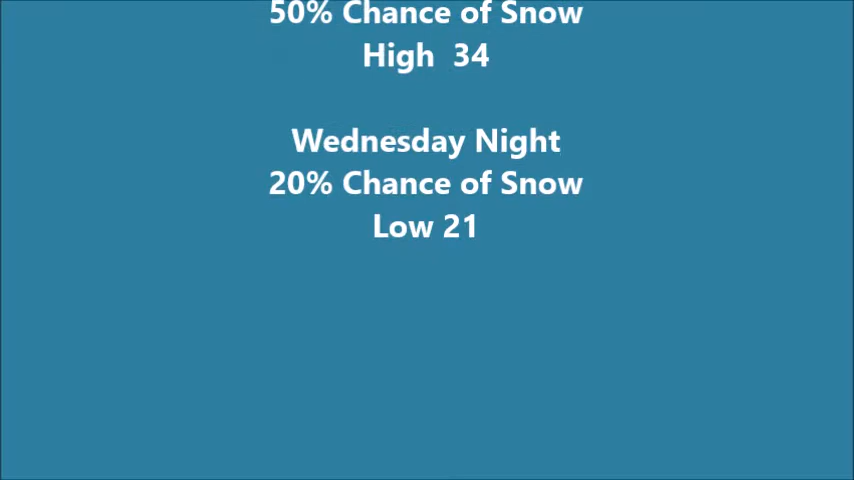 50% Chance of Snow
High  34
Wednesday Night
20% Chance of Snow
Low 21